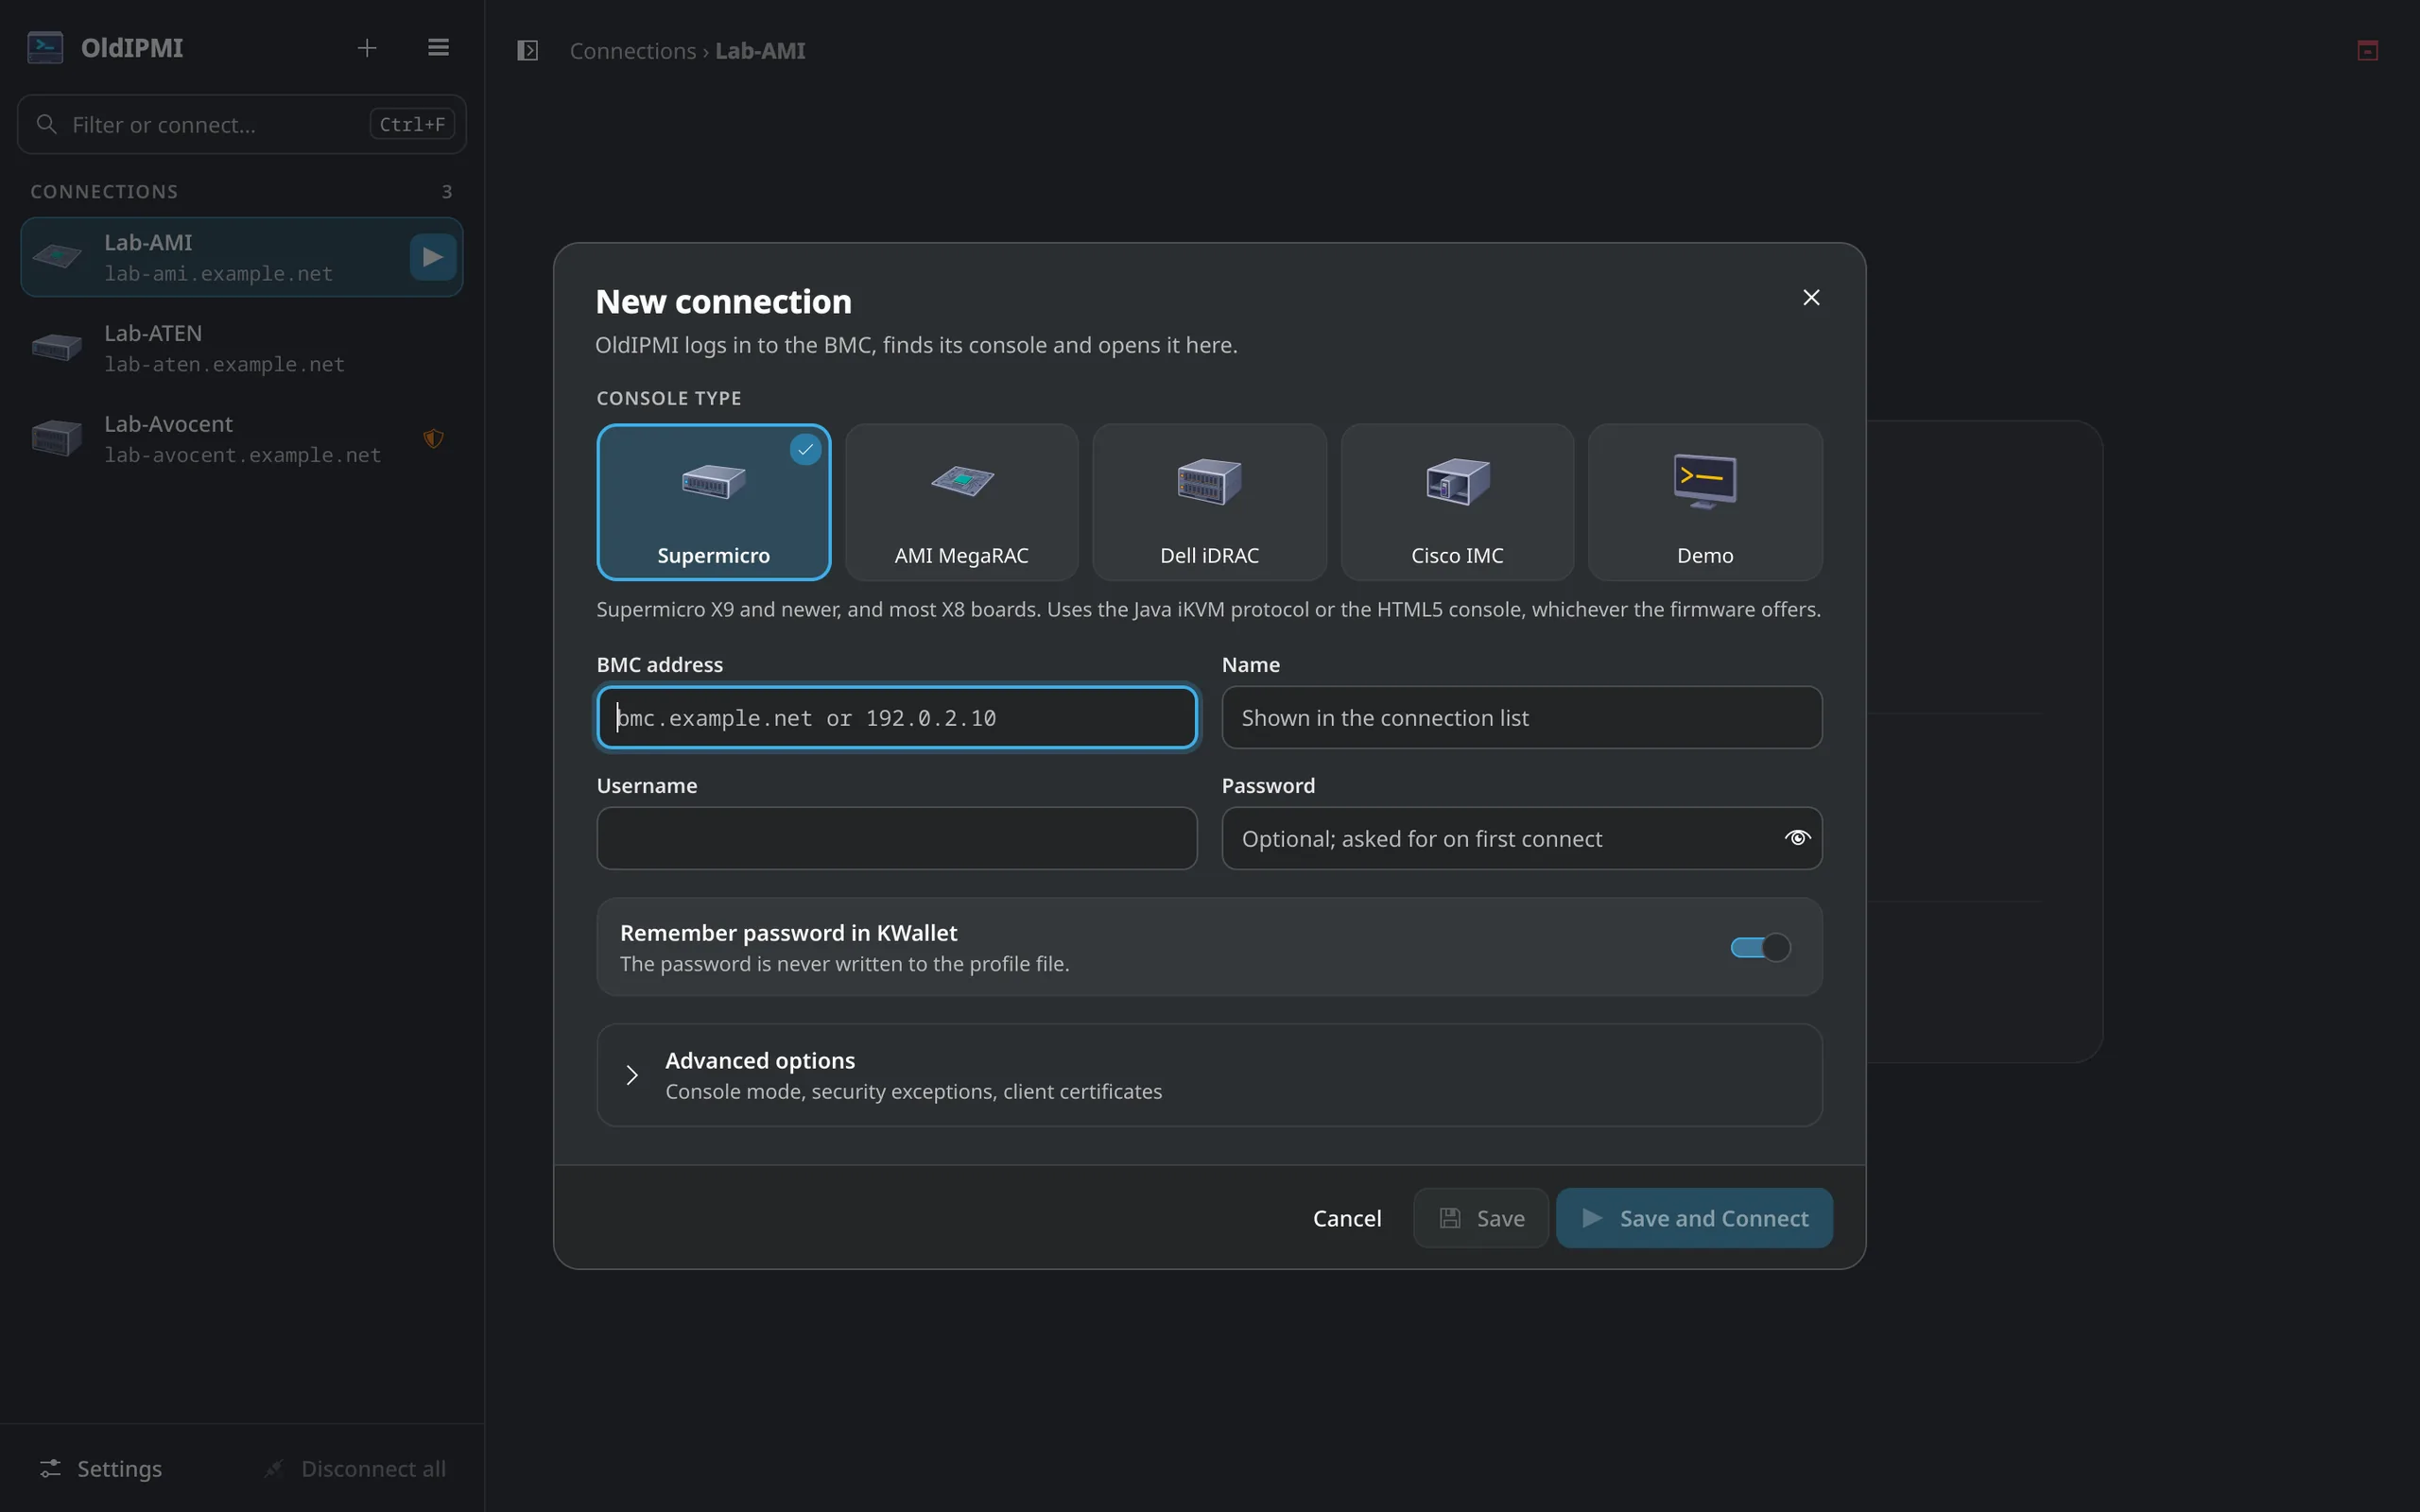 OldIPMI
Filter or connect...
Ctrl+F
CONNECTIONS
3
Lab-AMI
lab-ami.example.net
Lab-ATEN
lab-aten.example.net
Lab-Avocent
lab-avocent.example.net
Settings
Disconnect all
Connections › Lab-AMI
New connection
OldIPMI logs in to the BMC, finds its console and opens it here.
CONSOLE TYPE
Supermicro
AMI MegaRAC
Dell iDRAC
Cisco IMC
Demo
Supermicro X9 and newer, and most X8 boards. Uses the Java iKVM protocol or the HTML5 console, whichever the firmware offers.
BMC address
Name
bmc.example.net or 192.0.2.10
Shown in the connection list
Username
Password
Optional; asked for on first connect
Remember password in KWallet
The password is never written to the profile file.
Advanced options
Console mode, security exceptions, client certificates
Cancel
Save
Save and Connect